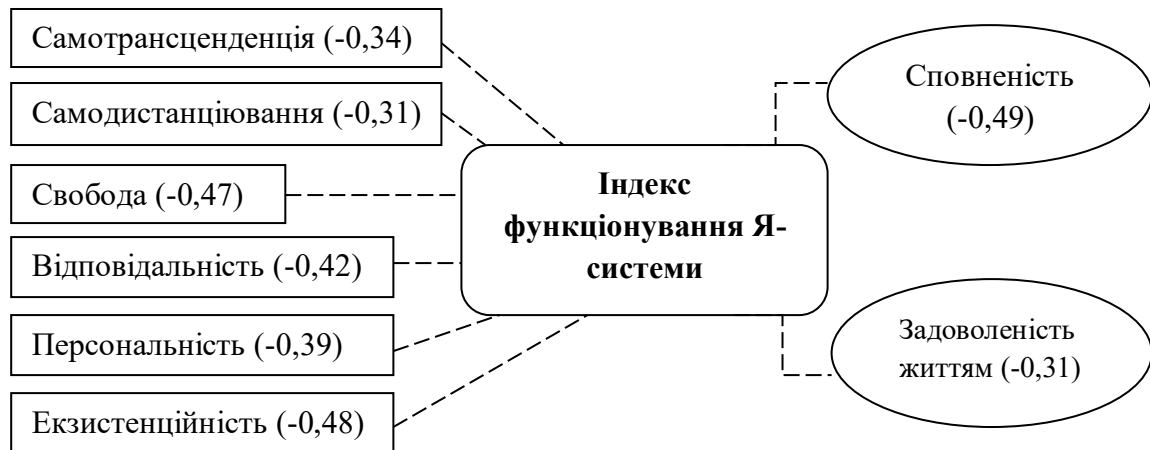 Самотрансценденція (-0,34)
Самодистанціювання (-0,31)
Свобода (-0,47)
Відповідальність (-0,42)
Персональність (-0,39)
Екзистенційність (-0,48)
Індекс
функціонування Я-
системи
Сповненість
(-0,49)
Задоволеність
життям (-0,31)